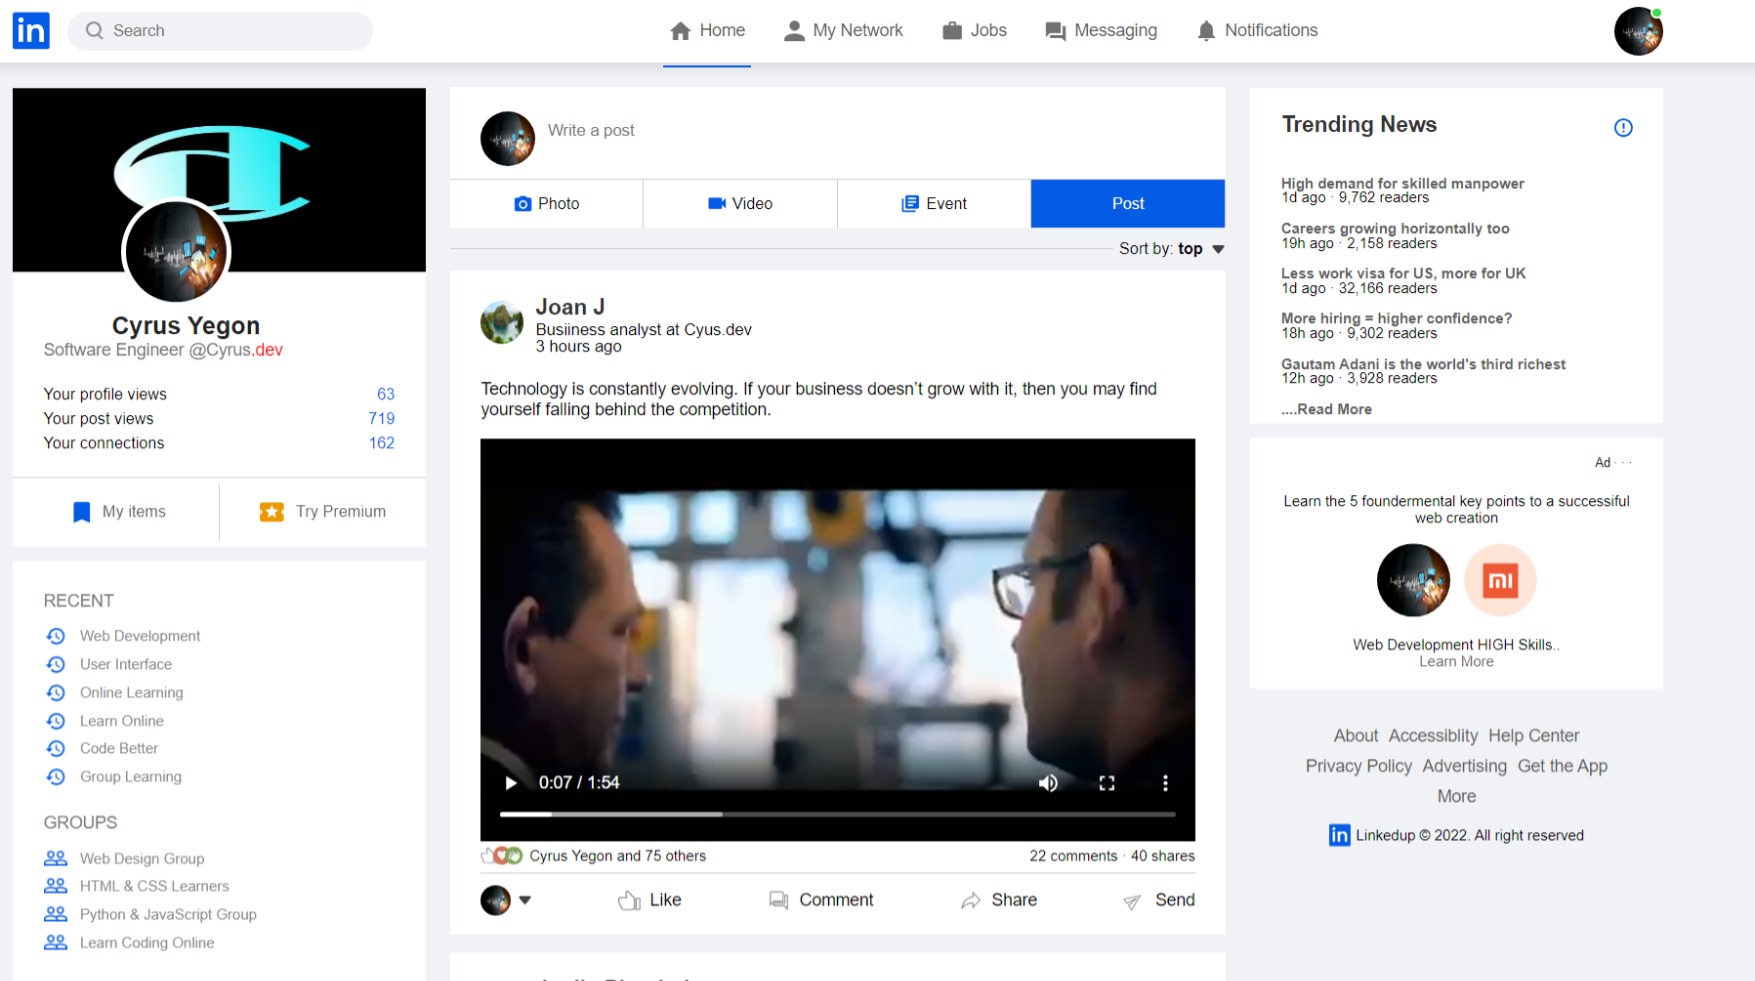 in
Search
Home
My Network
Jobs
Messaging
Notifications
Cyrus Yegon
Software Engineer @Cyrus.dev
Your profile views 63
Your post views 719
Your connections 162
My items
Try Premium
RECENT
Web Development
User Interface
Online Learning
Learn Online
Code Better
Group Learning
GROUPS
Web Design Group
HTML & CSS Learners
Python & JavaScript Group
Learn Coding Online
Write a post
Photo
Video
Event
Post
Sort by: top
Joan J
Busiiness analyst at Cyus.dev
3 hours ago
Technology is constantly evolving. If your business doesn’t grow with it, then you may find
yourself falling behind the competition.
0:07 / 1:54
Cyrus Yegon and 75 others
22 comments · 40 shares
Like
Comment
Share
Send
Trending News
High demand for skilled manpower
1d ago · 9,762 readers
Careers growing horizontally too
19h ago · 2,158 readers
Less work visa for US, more for UK
1d ago · 32,166 readers
More hiring = higher confidence?
18h ago · 9,302 readers
Gautam Adani is the world's third richest
12h ago · 3,928 readers
....Read More
Ad · · ·
Learn the 5 foundermental key points to a successful
web creation
mi
Web Development HIGH Skills..
Learn More
About Accessiblity Help Center
Privacy Policy Advertising Get the App
More
in Linkedup © 2022. All right reserved